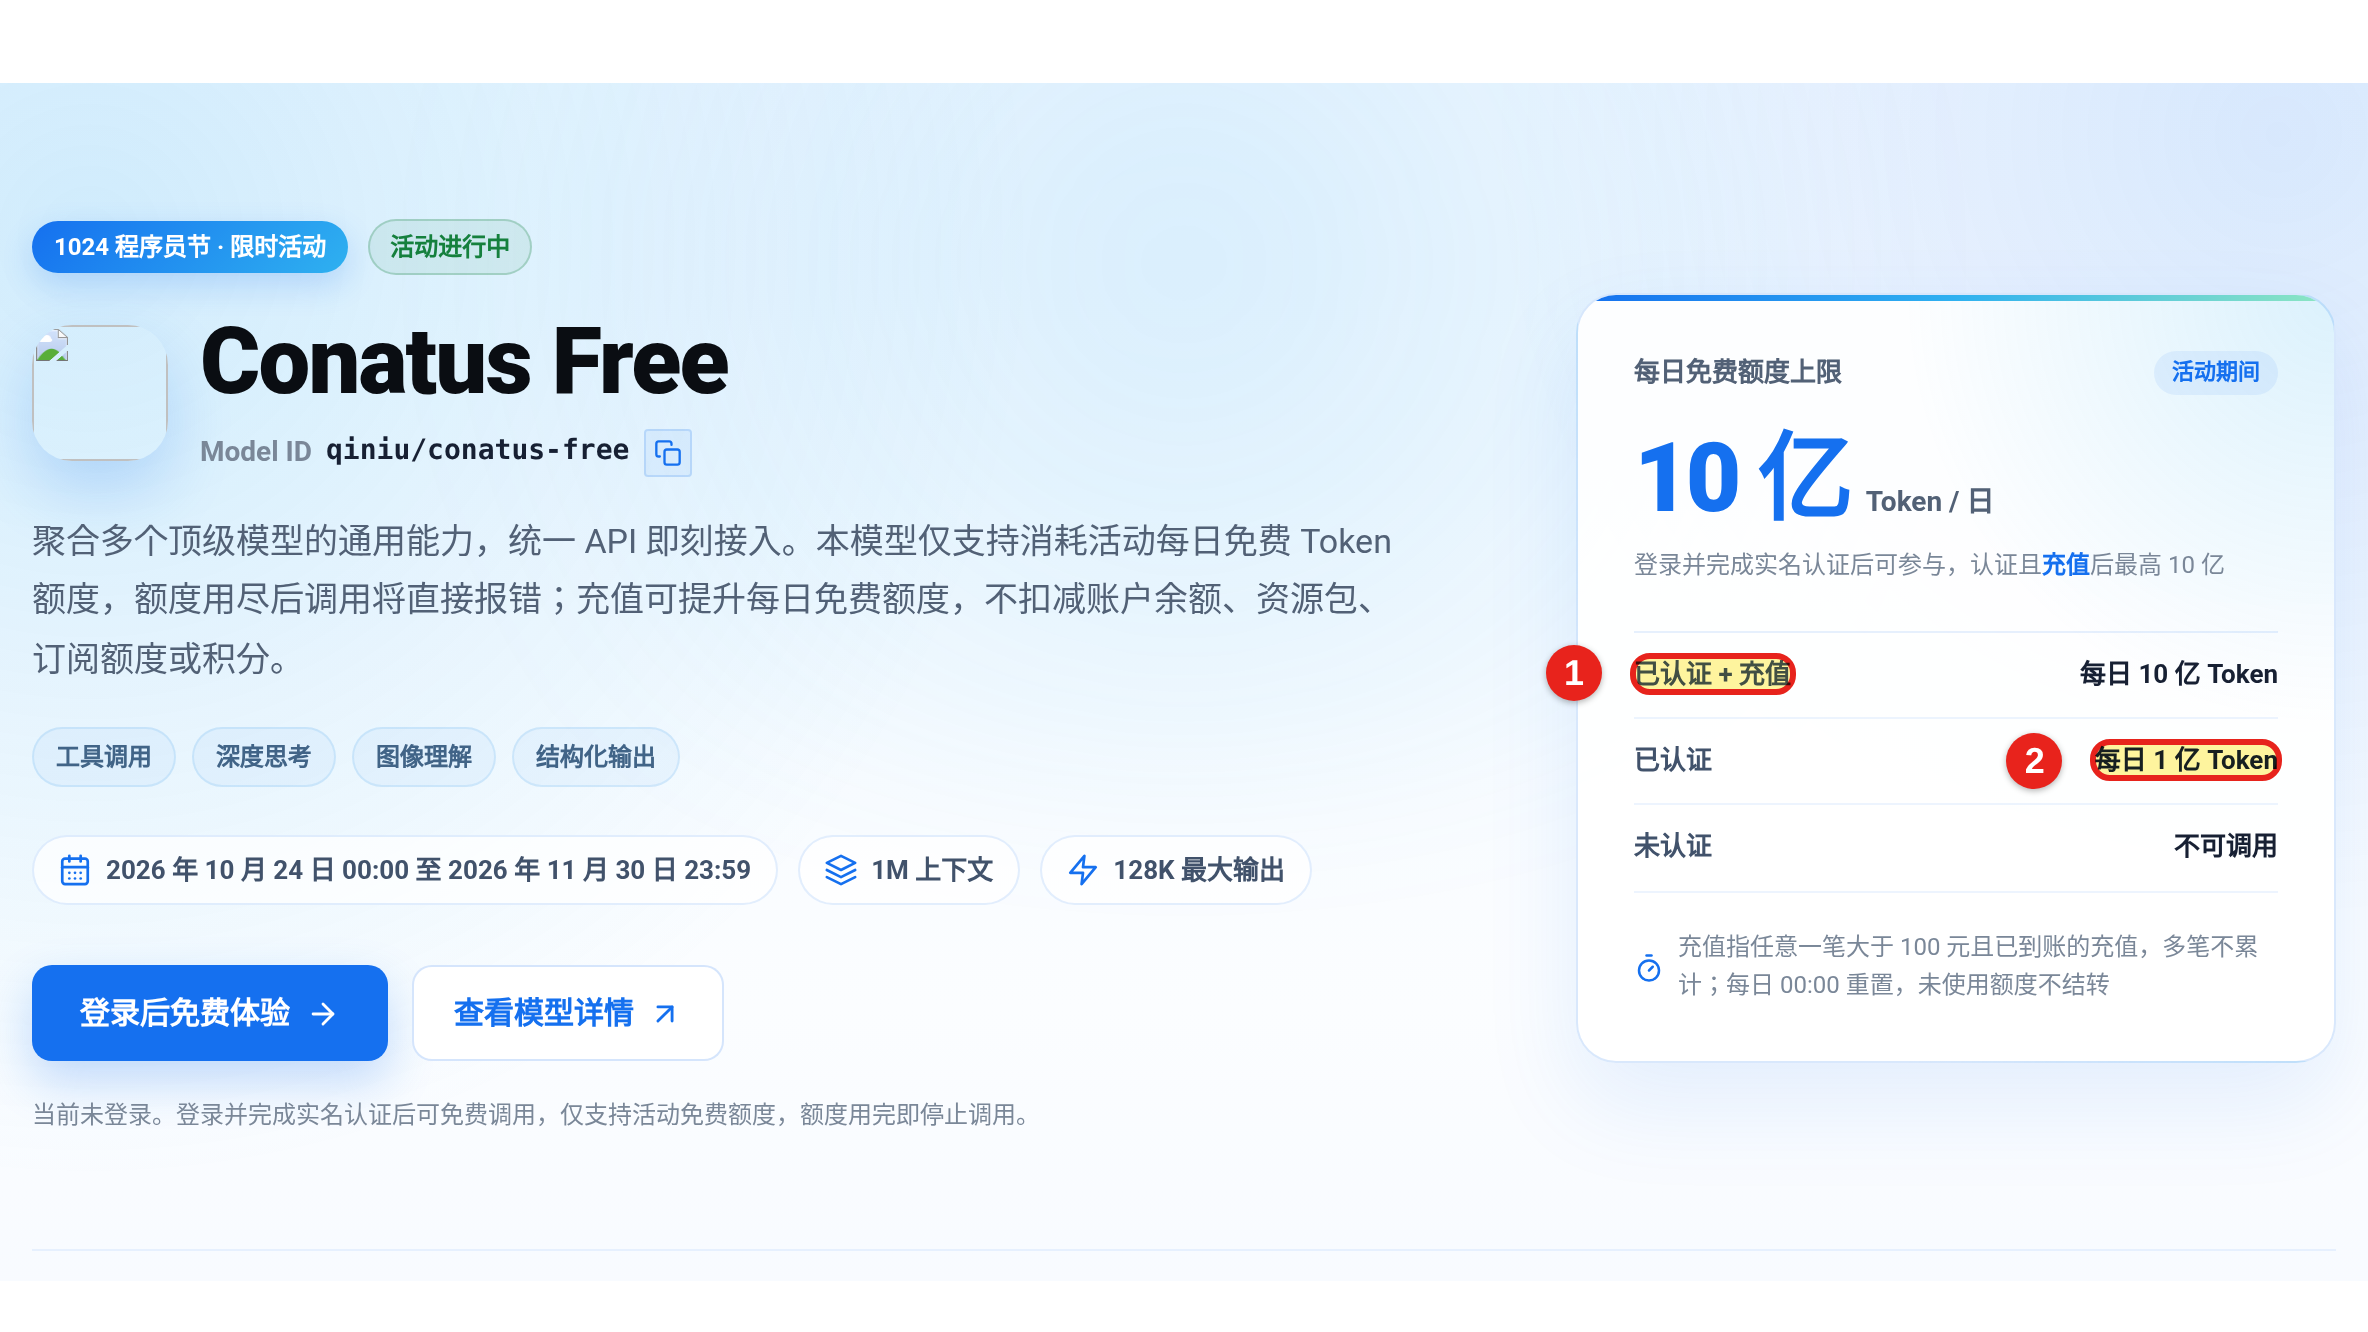 1024 程序员节 · 限时活动
活动进行中
Conatus Free
Model ID qiniu/conatus-free
聚合多个顶级模型的通用能力，统一 API 即刻接入。本模型仅支持消耗活动每日免费 Token
额度，额度用尽后调用将直接报错；充值可提升每日免费额度，不扣减账户余额、资源包、
订阅额度或积分。
工具调用
深度思考
图像理解
结构化输出
2026 年 10 月 24 日 00:00 至 2026 年 11 月 30 日 23:59
1M 上下文
128K 最大输出
登录后免费体验
查看模型详情
当前未登录。登录并完成实名认证后可免费调用，仅支持活动免费额度，额度用完即停止调用。
每日免费额度上限
活动期间
10 亿 Token / 日
登录并完成实名认证后可参与，认证且充值后最高 10 亿
1
已认证 + 充值
每日 10 亿 Token
已认证
2
每日 1 亿 Token
未认证
不可调用
充值指任意一笔大于 100 元且已到账的充值，多笔不累
计；每日 00:00 重置，未使用额度不结转